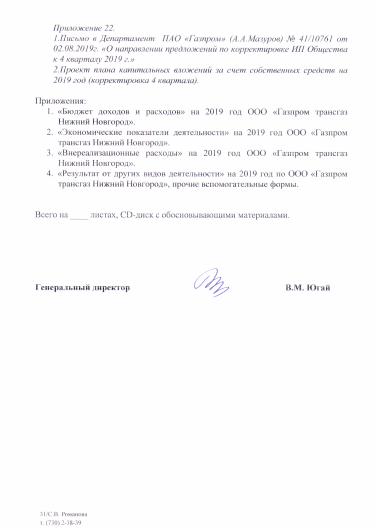 Приложение 22.
1.Письмо в Департамент ПАО «Газпром» (А.А.Мазуров) № 41/10761 от
02.08.2019г. «О направлении предложений по корректировке ИП Общества
к 4 кварталу 2019 г.»
2.Проект плана капитальных вложений за счет собственных средств на
2019 год (корректировка 4 квартала).
Приложения:
1. «Бюджет доходов и расходов» на 2019 год ООО «Газпром трансгаз
Нижний Новгород».
2. «Экономические показатели деятельности» на 2019 год ООО «Газпром
трансгаз Нижний Новгород».
3. «Внереализационные расходы» на 2019 год ООО «Газпром трансгаз
Нижний Новгород».
4. «Результат от других видов деятельности» на 2019 год по ООО «Газпром
трансгаз Нижний Новгород», прочие вспомогательные формы.
Всего на ____ листах, CD-диск с обосновывающими материалами.
Генеральный директор В.М. Югай
31/С.В. Романова
т. (730) 2-38-39